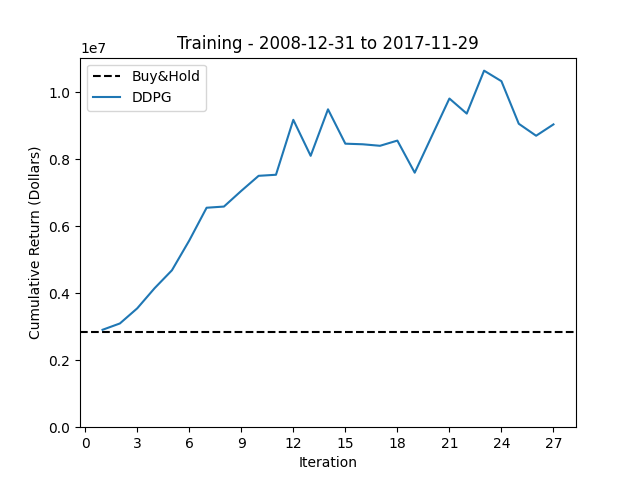 Training - 2008-12-31 to 2017-11-29
1e7
Buy&Hold
DDPG
1.0
0.8
0.6
0.4
0.2
0.0
Cumulative Return (Dollars)
0 3 6 9 12 15 18 21 24 27
Iteration